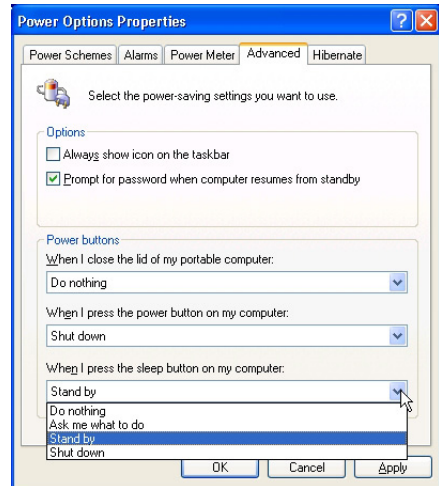 Power Options Properties
Power Schemes Alarms Power Meter Advanced Hibernate
Select the power-saving settings you want to use.
Options
Always show icon on the taskbar
Prompt for password when computer resumes from standby
Power buttons
When I close the lid of my portable computer:
Do nothing
When I press the power button on my computer:
Shut down
When I press the sleep button on my computer:
Stand by
Do nothing
Ask me what to do
Stand by
Shut down
OK Cancel Apply